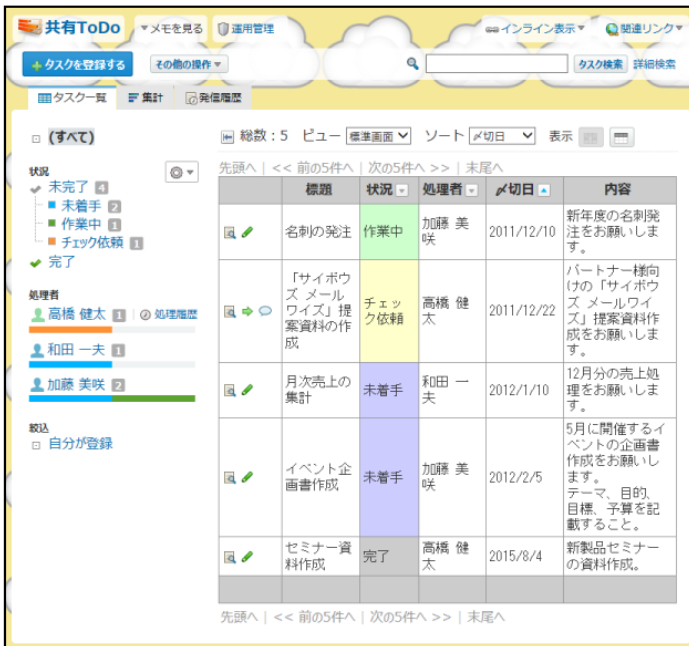 共有ToDo ▼メモを見る 運用管理 インライン表示▼ 関連リンク▼
タスクを登録する その他の操作▼ タスク検索 詳細検索
タスク一覧 集計 発信履歴
(すべて)
総数：5 ビュー 標準画面 ソート 〆切日 表示
状況
未完了 4
未着手 2
作業中 1
チェック依頼 1
完了
処理者
高橋 健太 1 処理履歴
和田 一夫 1
加藤 美咲 2
絞込
自分が登録
先頭へ | << 前の5件へ | 次の5件へ >> | 末尾へ
標題 状況 処理者 〆切日 内容
名刺の発注 作業中 加藤 美
咲 2011/12/10 新年度の名刺発
注をお願いしま
す。
「サイボウ
ズ メール
ワイズ」提
案資料の作
成 チェッ
ク依頼 高橋 健
太 2011/12/22 パートナー様向
けの「サイボウ
ズ メールワイ
ズ」提案資料作
成をお願いしま
す。
月次売上の
集計 未着手 和田 一
夫 2012/1/10 12月分の売上処
理をお願いしま
す。
イベント企
画書作成 未着手 加藤 美
咲 2012/2/5 5月に開催するイ
ベントの企画書
作成をお願いし
ます。
テーマ、目的、
目標、予算を記
載すること。
セミナー資
料作成 完了 高橋 健
太 2015/8/4 新製品セミナー
の資料作成。
先頭へ | << 前の5件へ | 次の5件へ >> | 末尾へ